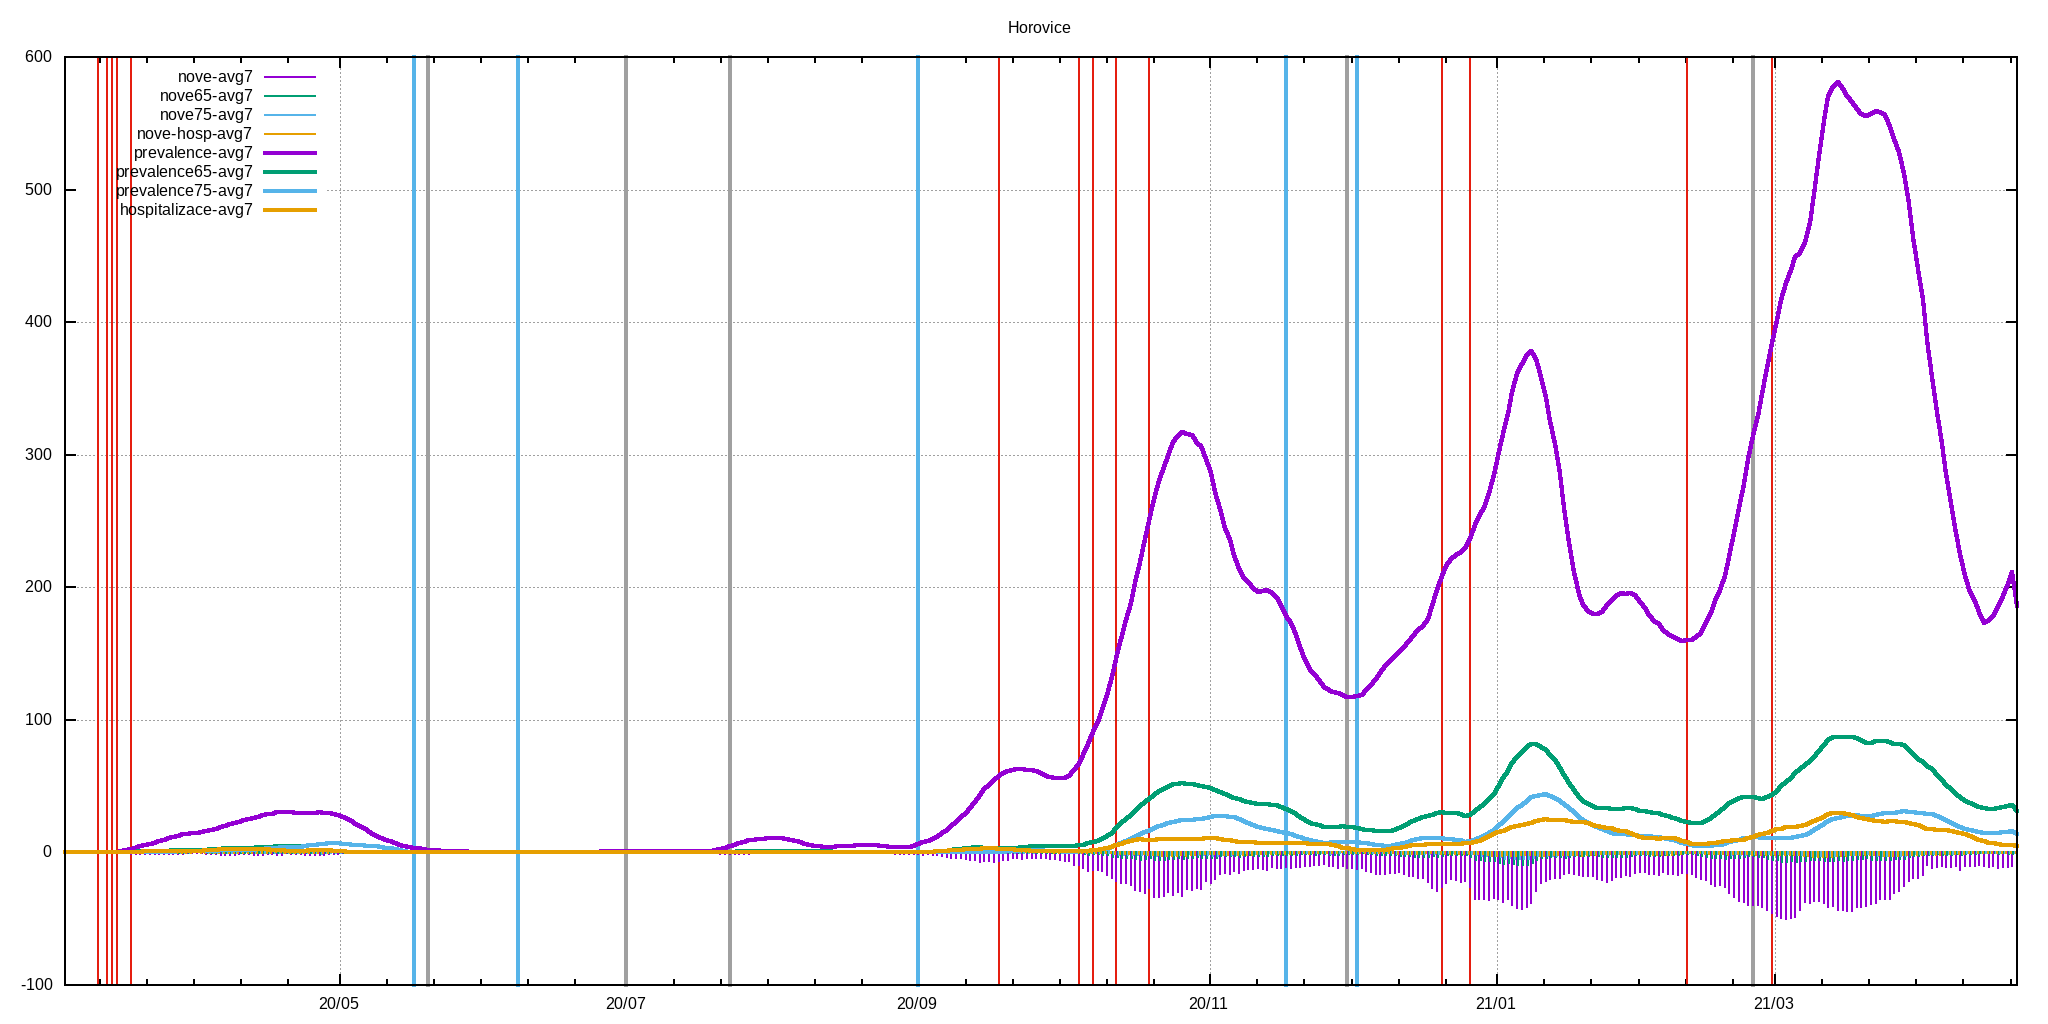 Horovice
600
500
400
300
200
100
0
-100
nove-avg7
nove65-avg7
nove75-avg7
nove-hosp-avg7
prevalence-avg7
prevalence65-avg7
prevalence75-avg7
hospitalizace-avg7
20/05
20/07
20/09
20/11
21/01
21/03